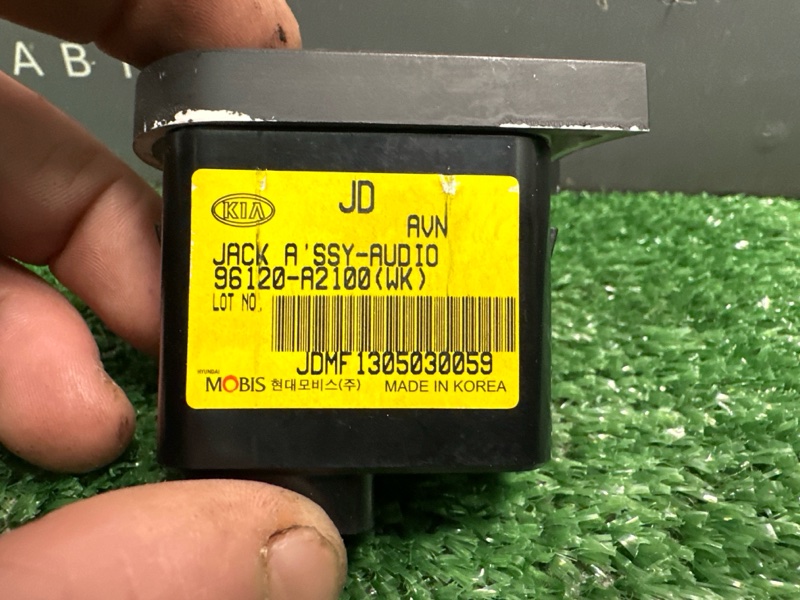 АВТ
KIA
JD
AVN
JACK A'SSY-AUDIO
96120-A2100(WK)
LOT NO.
JDMF1305030059
HYUNDAI
MOBIS 현대모비스(주) MADE IN KOREA